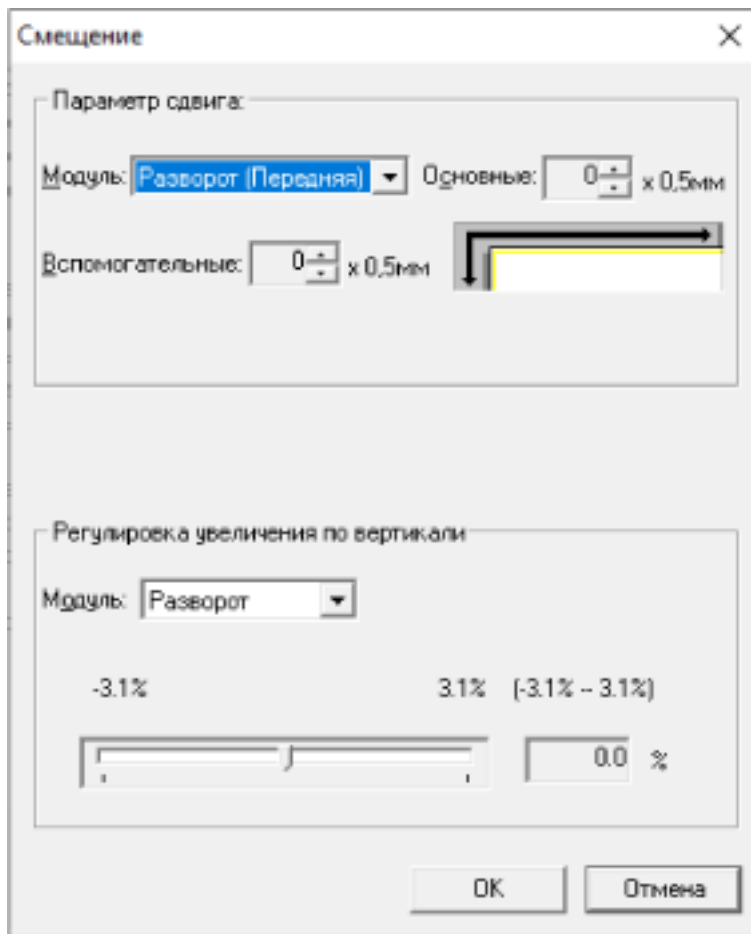 Смещение
Параметр сдвига:
Модуль: Разворот (Передняя) Основные: 0 x 0,5мм
Вспомогательные: 0 x 0,5мм
Регулировка увеличения по вертикали
Модуль: Разворот
-3.1% 3.1% (-3.1% -- 3.1%)
0.0 %
OK Отмена